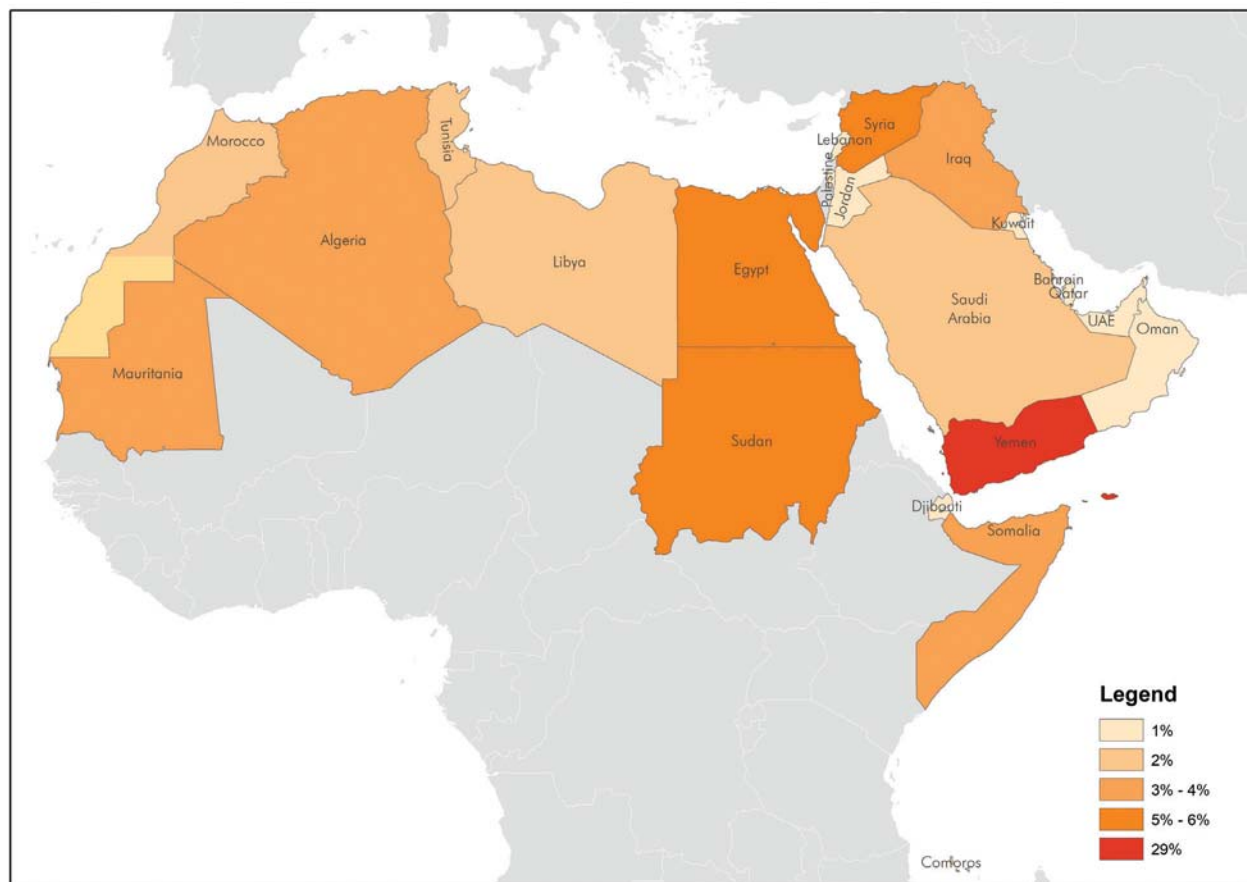 Morocco
Tunisia
Algeria
Libya
Egypt
Mauritania
Sudan
Lebanon
Syria
Palestine
Jordan
Iraq
Kuwait
Bahrain
Qatar
Saudi
Arabia
UAE
Oman
Yemen
Djibouti
Somalia
Comoros
Legend
1%
2%
3% - 4%
5% - 6%
29%